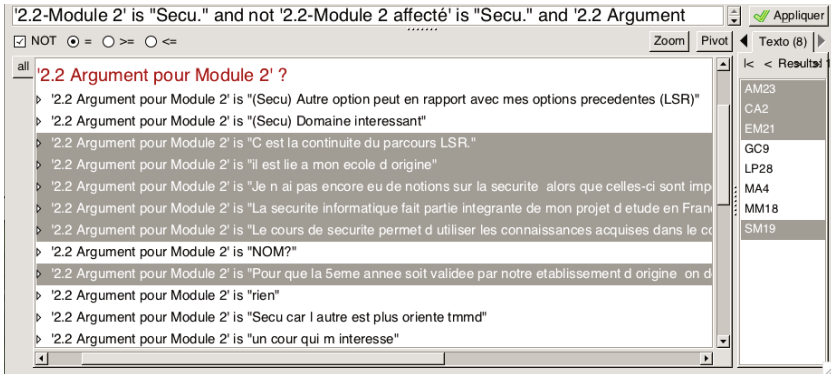 '2.2-Module 2' is "Secu." and not '2.2-Module 2 affecté' is "Secu." and '2.2 Argument
Appliquer
NOT = >= <=
Zoom Pivot
Texto (8)
all
|< < Results
'2.2 Argument pour Module 2' ?
'2.2 Argument pour Module 2' is "(Secu) Autre option peut en rapport avec mes options precedentes (LSR)"
'2.2 Argument pour Module 2' is "(Secu) Domaine interessant"
'2.2 Argument pour Module 2' is "C est la continuite du parcours LSR."
'2.2 Argument pour Module 2' is "il est lie a mon ecole d origine"
'2.2 Argument pour Module 2' is "Je n ai pas encore eu de notions sur la securite alors que celles-ci sont imp
'2.2 Argument pour Module 2' is "La securite informatique fait partie integrante de mon projet d etude en Fran
'2.2 Argument pour Module 2' is "Le cours de securite permet d utiliser les connaissances acquises dans le co
'2.2 Argument pour Module 2' is "NOM?"
'2.2 Argument pour Module 2' is "Pour que la 5eme annee soit validee par notre etablissement d origine on d
'2.2 Argument pour Module 2' is "rien"
'2.2 Argument pour Module 2' is "Secu car l autre est plus oriente tmmd"
'2.2 Argument pour Module 2' is "un cour qui m interesse"
AM23
CA2
EM21
GC9
LP28
MA4
MM18
SM19